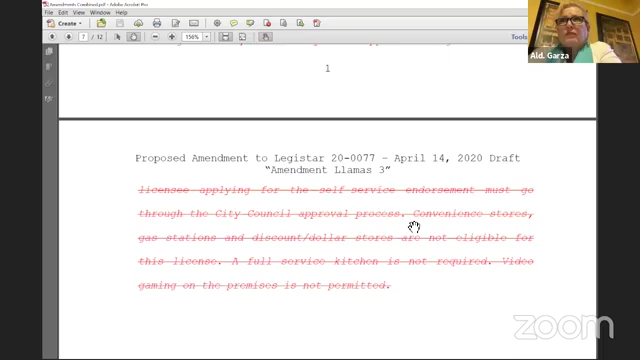 Amendments Combined.pdf - Adobe Acrobat Pro
File Edit View Window Help
Create
7 / 12
156%
Tools
Ald. Garza
1
Proposed Amendment to Legistar 20-0077 – April 14, 2020 Draft
"Amendment Llamas 3"
licensee applying for the self-service endorsement must go
through the City Council approval process. Convenience stores,
gas stations and discount/dollar stores are not eligible for
this license. A full service kitchen is not required. Video
gaming on the premises is not permitted.
zoom